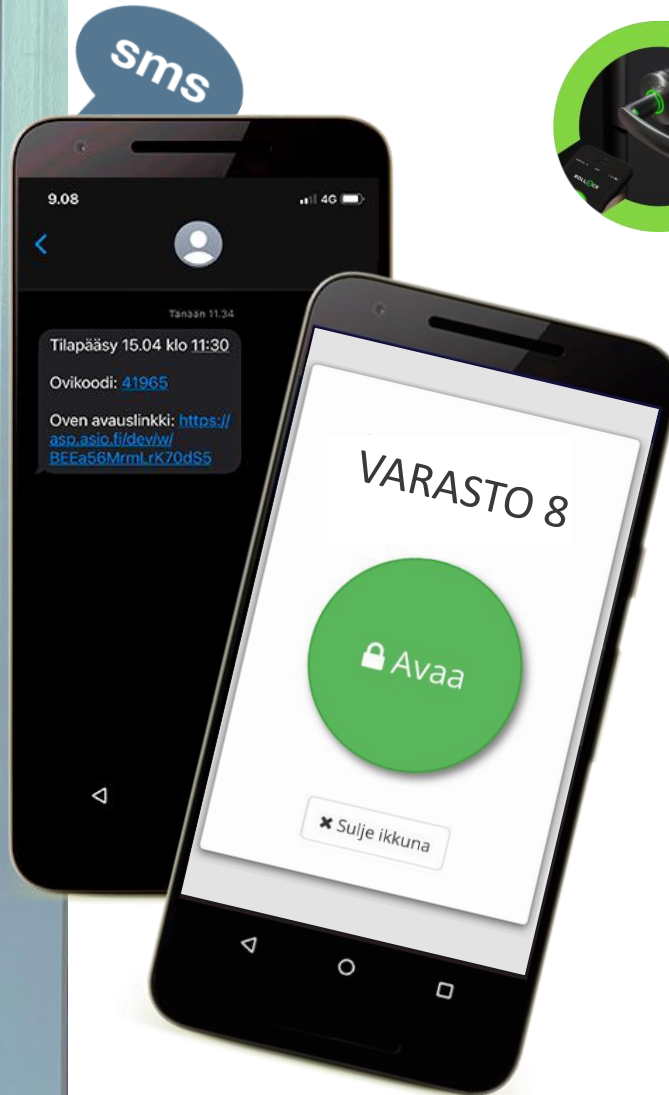 sms
9.08
4G
Tänään 11.34
Tilapääsy 15.04 klo 11:30
Ovikoodi: 41965
Oven avauslinkki: https://
asp.asio.fi/dev/w/
BEEa56MrmLrK70dS5
ROLLOCK
VARASTO 8
Avaa
Sulje ikkuna